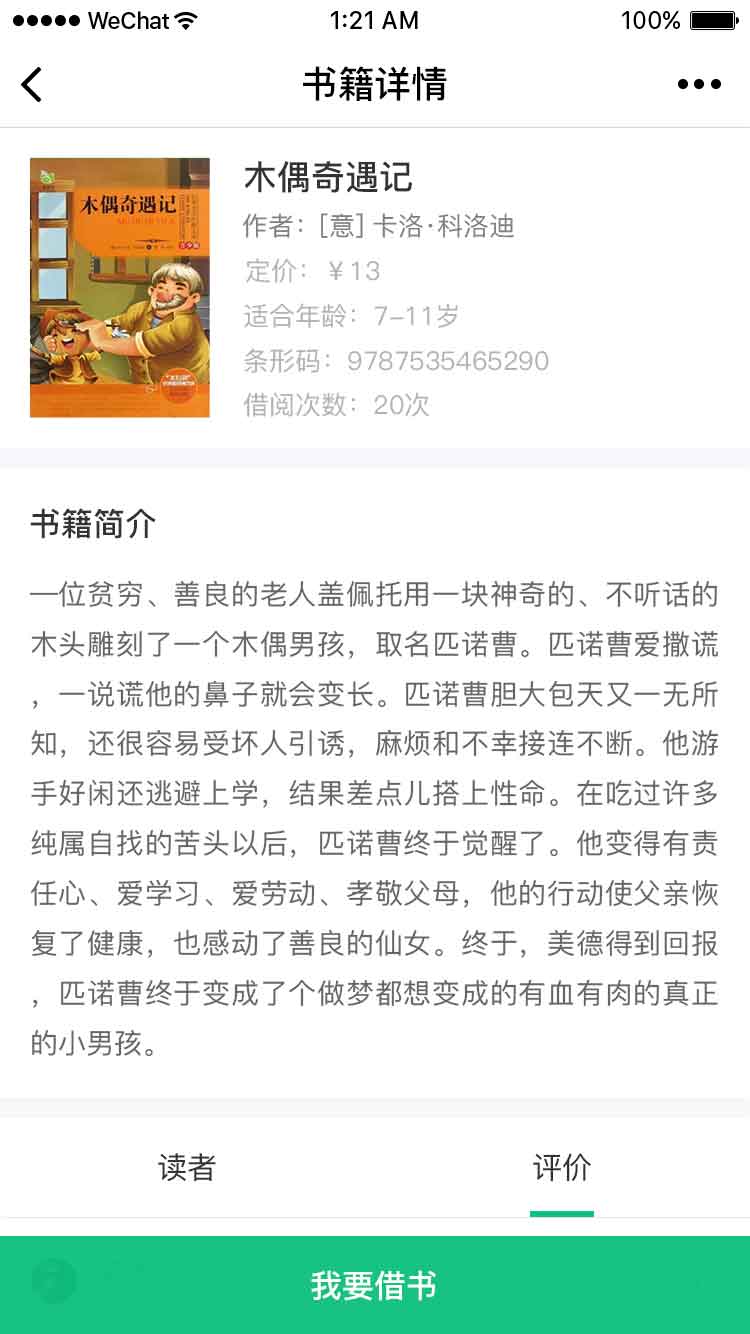 WeChat 1:21 AM 100%
书籍详情
木偶奇遇记
木偶奇遇记
作者：[意] 卡洛·科洛迪
定价：￥13
适合年龄：7-11岁
条形码：9787535465290
借阅次数：20次
书籍简介
一位贫穷、善良的老人盖佩托用一块神奇的、不听话的
木头雕刻了一个木偶男孩，取名匹诺曹。匹诺曹爱撒谎
，一说谎他的鼻子就会变长。匹诺曹胆大包天又一无所
知，还很容易受坏人引诱，麻烦和不幸接连不断。他游
手好闲还逃避上学，结果差点儿搭上性命。在吃过许多
纯属自找的苦头以后，匹诺曹终于觉醒了。他变得有责
任心、爱学习、爱劳动、孝敬父母，他的行动使父亲恢
复了健康，也感动了善良的仙女。终于，美德得到回报
，匹诺曹终于变成了个做梦都想变成的有血有肉的真正
的小男孩。
读者 评价
我要借书